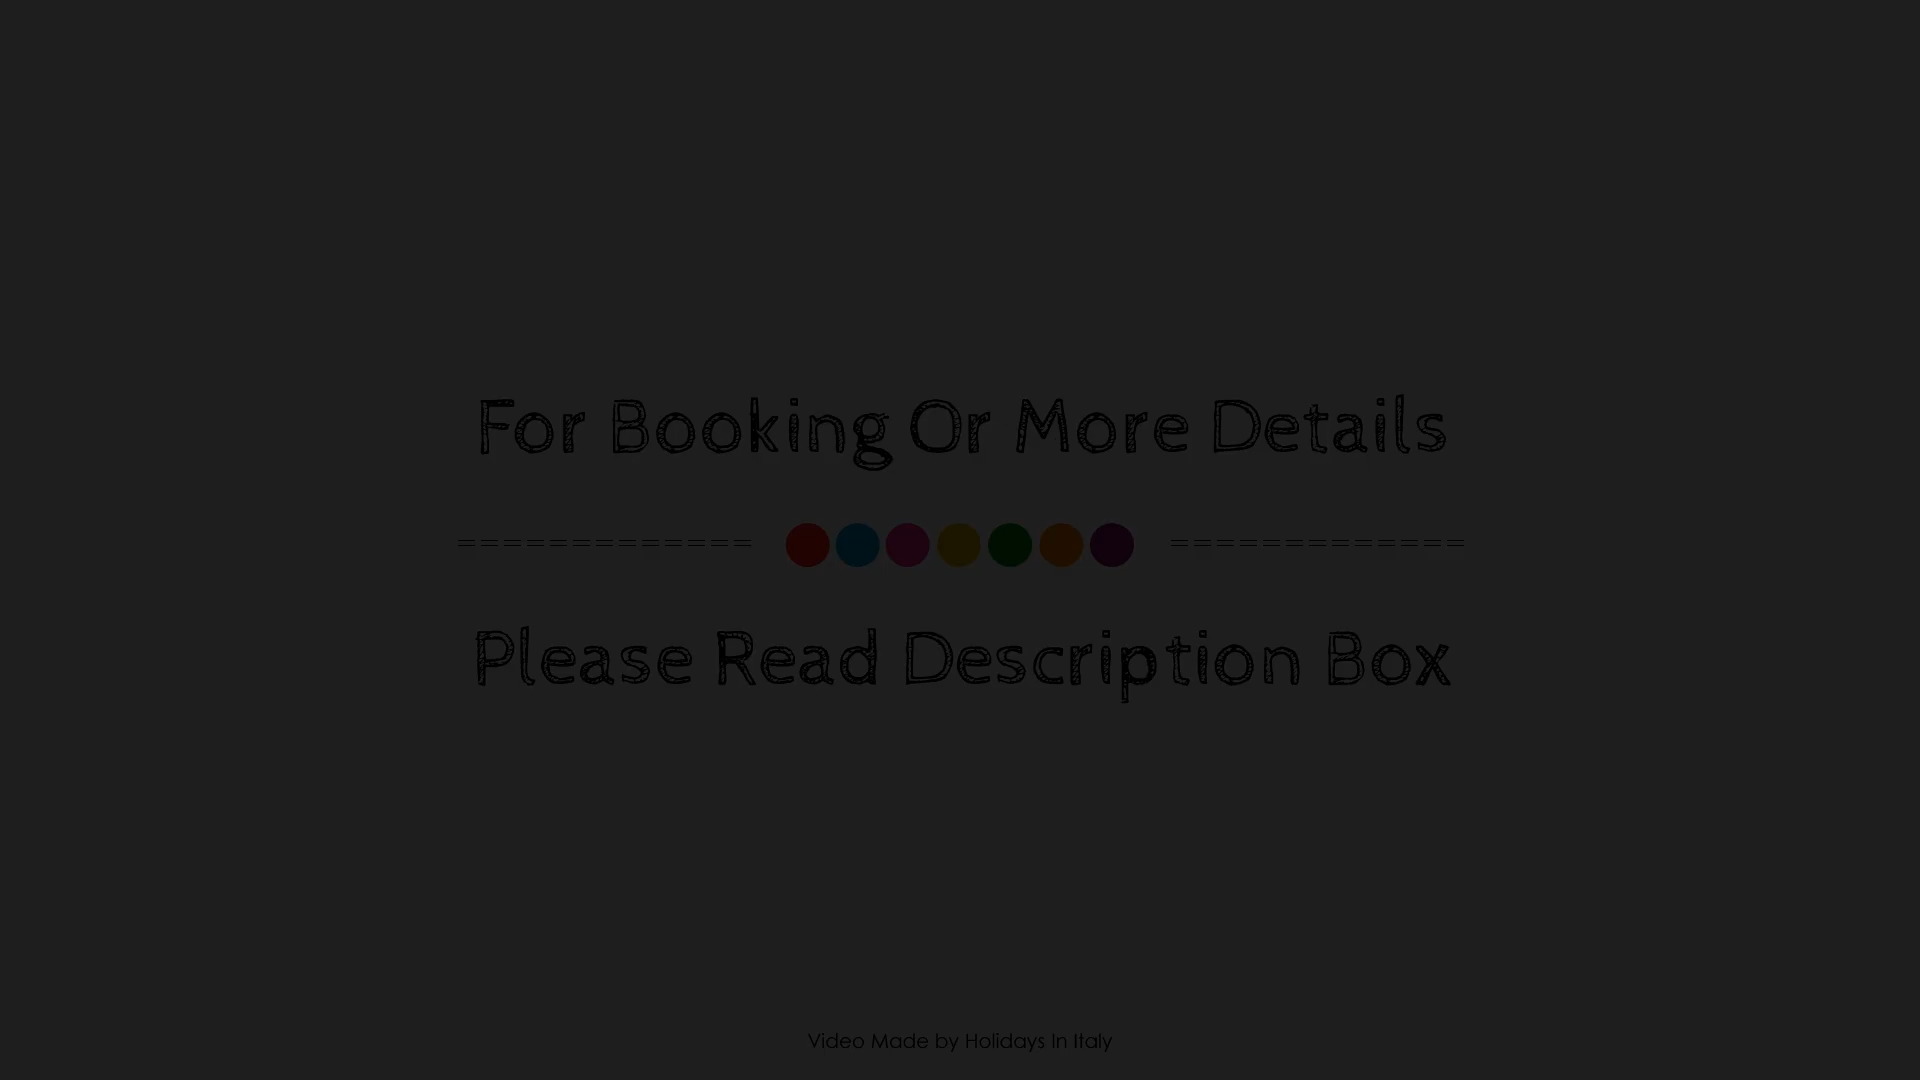 For Booking Or More Details
============= =============
Please Read Description Box
Video Made by Holidays In Italy